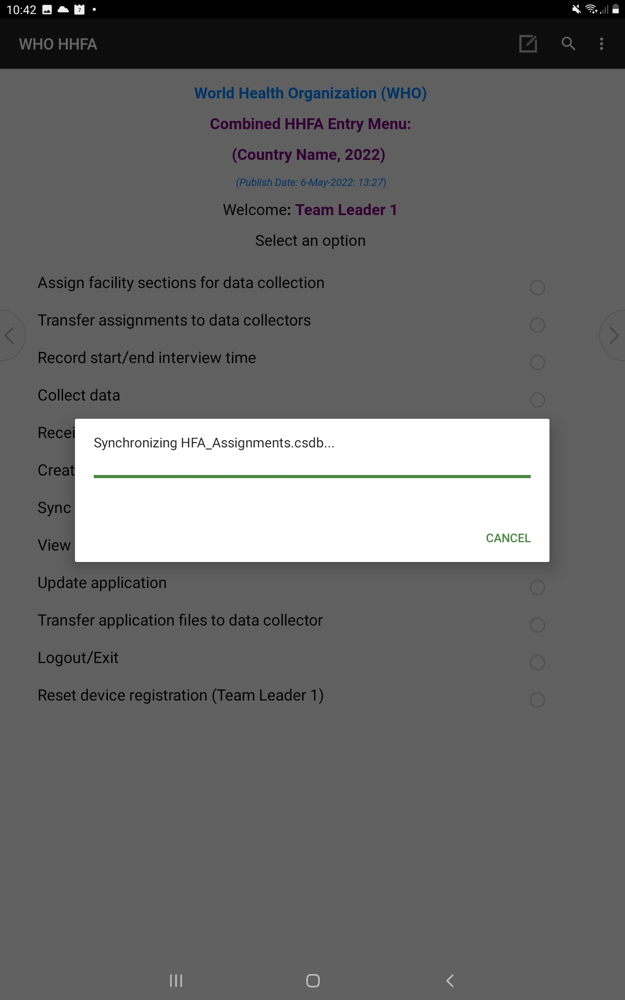 10:42
7
WHO HHFA
World Health Organization (WHO)
Combined HHFA Entry Menu:
(Country Name, 2022)
(Publish Date: 6-May-2022: 13:27)
Welcome: Team Leader 1
Select an option
Assign facility sections for data collection
Transfer assignments to data collectors
Record start/end interview time
Collect data
Recei
Synchronizing HFA_Assignments.csdb...
Creat
Sync
CANCEL
View
Update application
Transfer application files to data collector
Logout/Exit
Reset device registration (Team Leader 1)